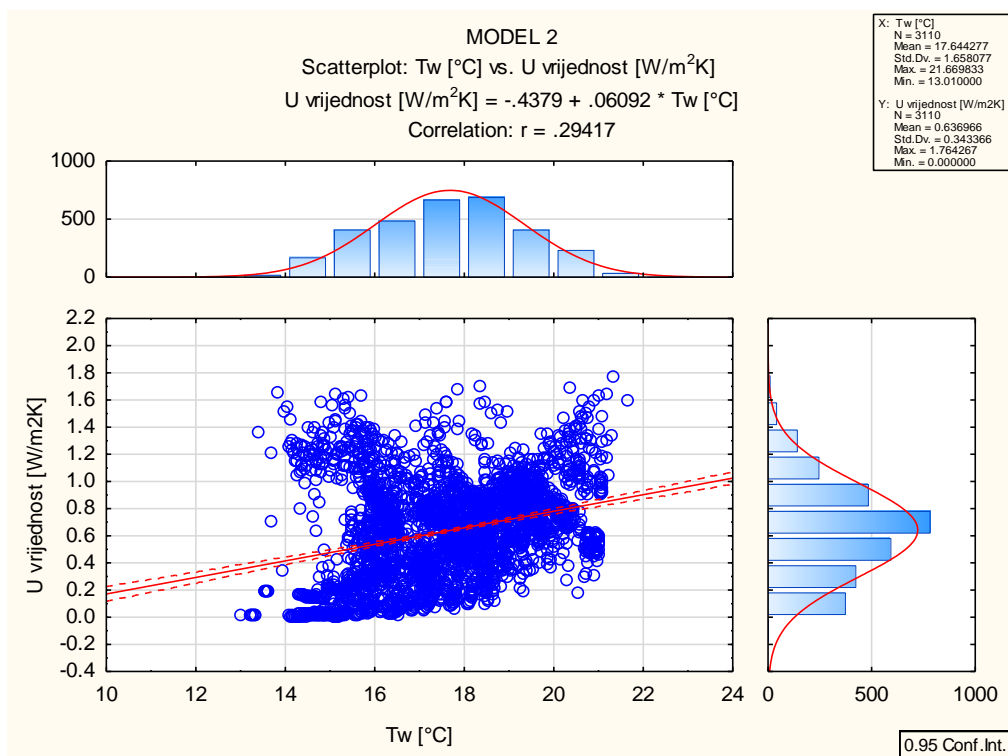 MODEL 2
Scatterplot: Tw [°C] vs. U vrijednost [W/m²K]
U vrijednost [W/m²K] = -.4379 + .06092 * Tw [°C]
Correlation: r = .29417
X: Tw [°C]
N = 3110
Mean = 17.644277
Std.Dv. = 1.658077
Max. = 21.669833
Min. = 13.010000
Y: U vrijednost [W/m2K]
N = 3110
Mean = 0.636966
Std.Dv. = 0.343366
Max. = 1.764267
Min. = 0.000000
1000
500
0
2.2
2.0
1.8
1.6
1.4
1.2
1.0
0.8
0.6
0.4
0.2
0.0
-0.2
-0.4
U vrijednost [W/m2K]
10 12 14 16 18 20 22 24
Tw [°C]
0 500 1000
0.95 Conf.Int.